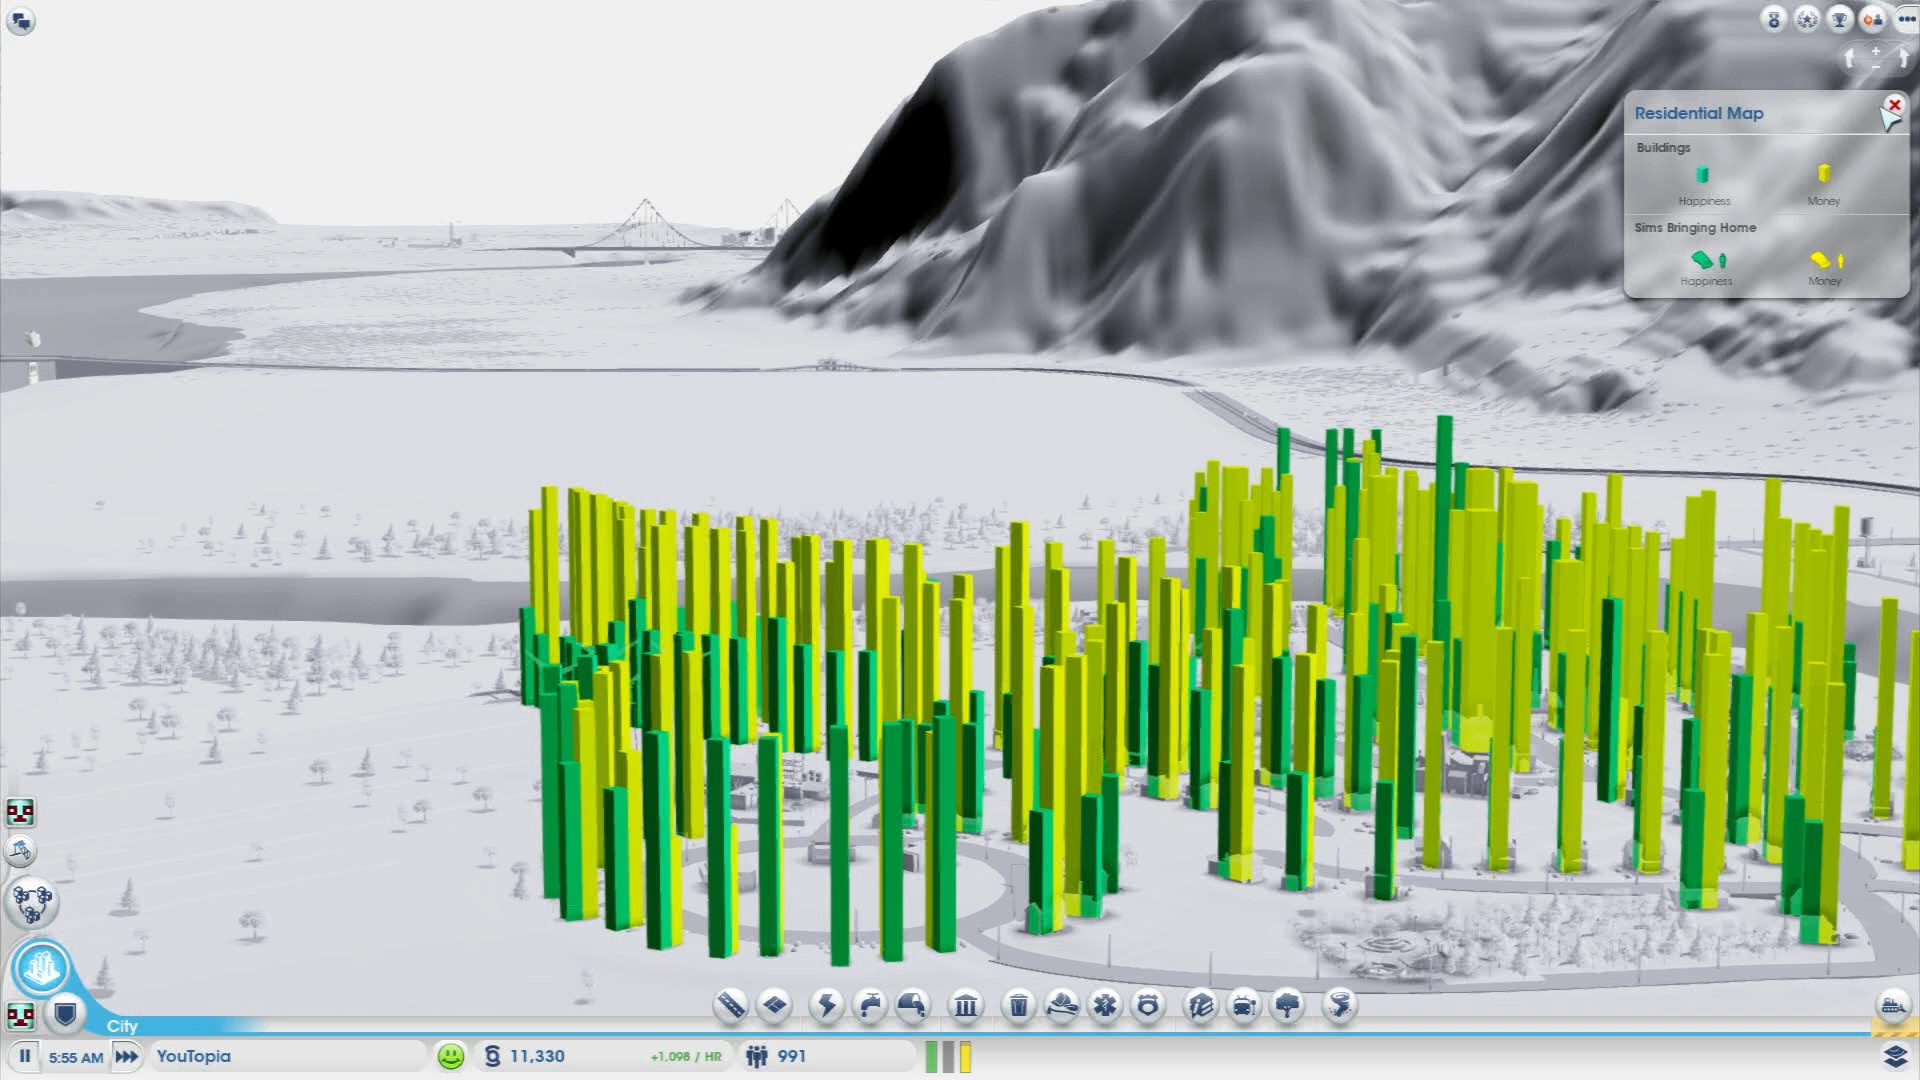 Residential Map
Buildings
Happiness Money
Sims Bringing Home
Happiness Money
City
5:55 AM YouTopia 11,330 +1,098 / HR 991